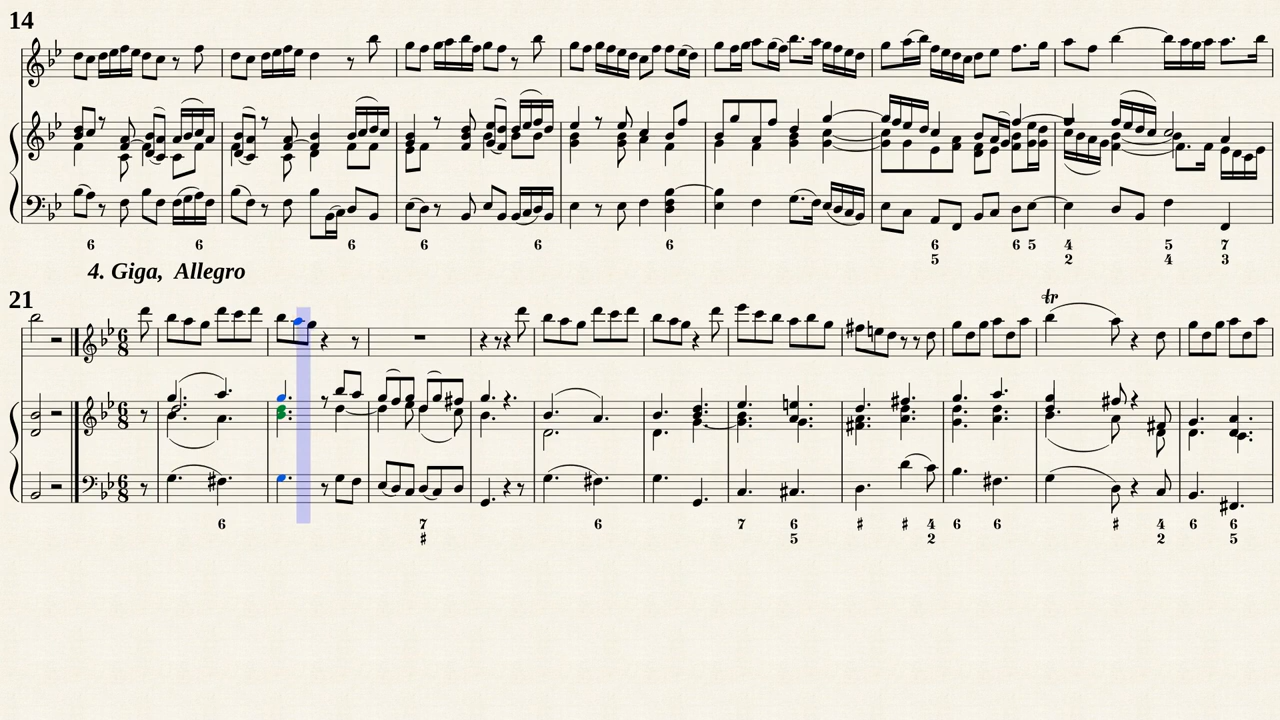 14
6 6 6 6 6 6 6 6 5 4 5 7
5 2 4 3
4. Giga, Allegro
21
tr
6 8
6 8
6 8
6 7 6 7 6 ♯ ♯ 4 6 6 ♯ 4 6 6
♯ 5 2 2 5